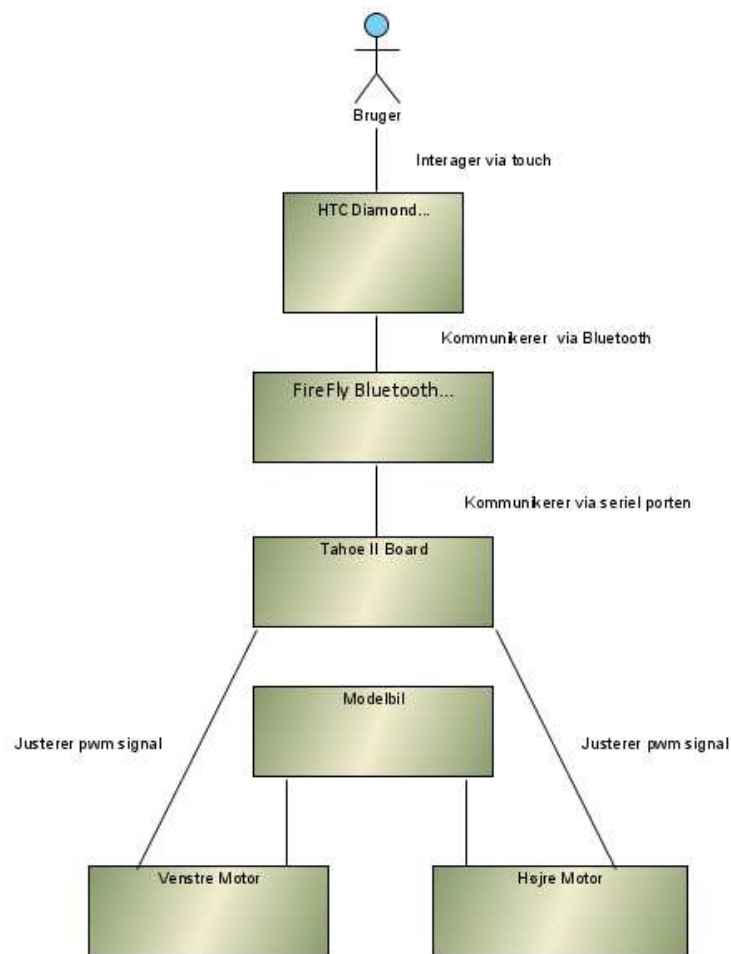 Bruger
Interager via touch
HTC Diamond...
Kommunikerer via Bluetooth
FireFly Bluetooth...
Kommunikerer via seriel porten
Tahoe II Board
Modelbil
Justerer pwm signal
Justerer pwm signal
Venstre Motor
Højre Motor